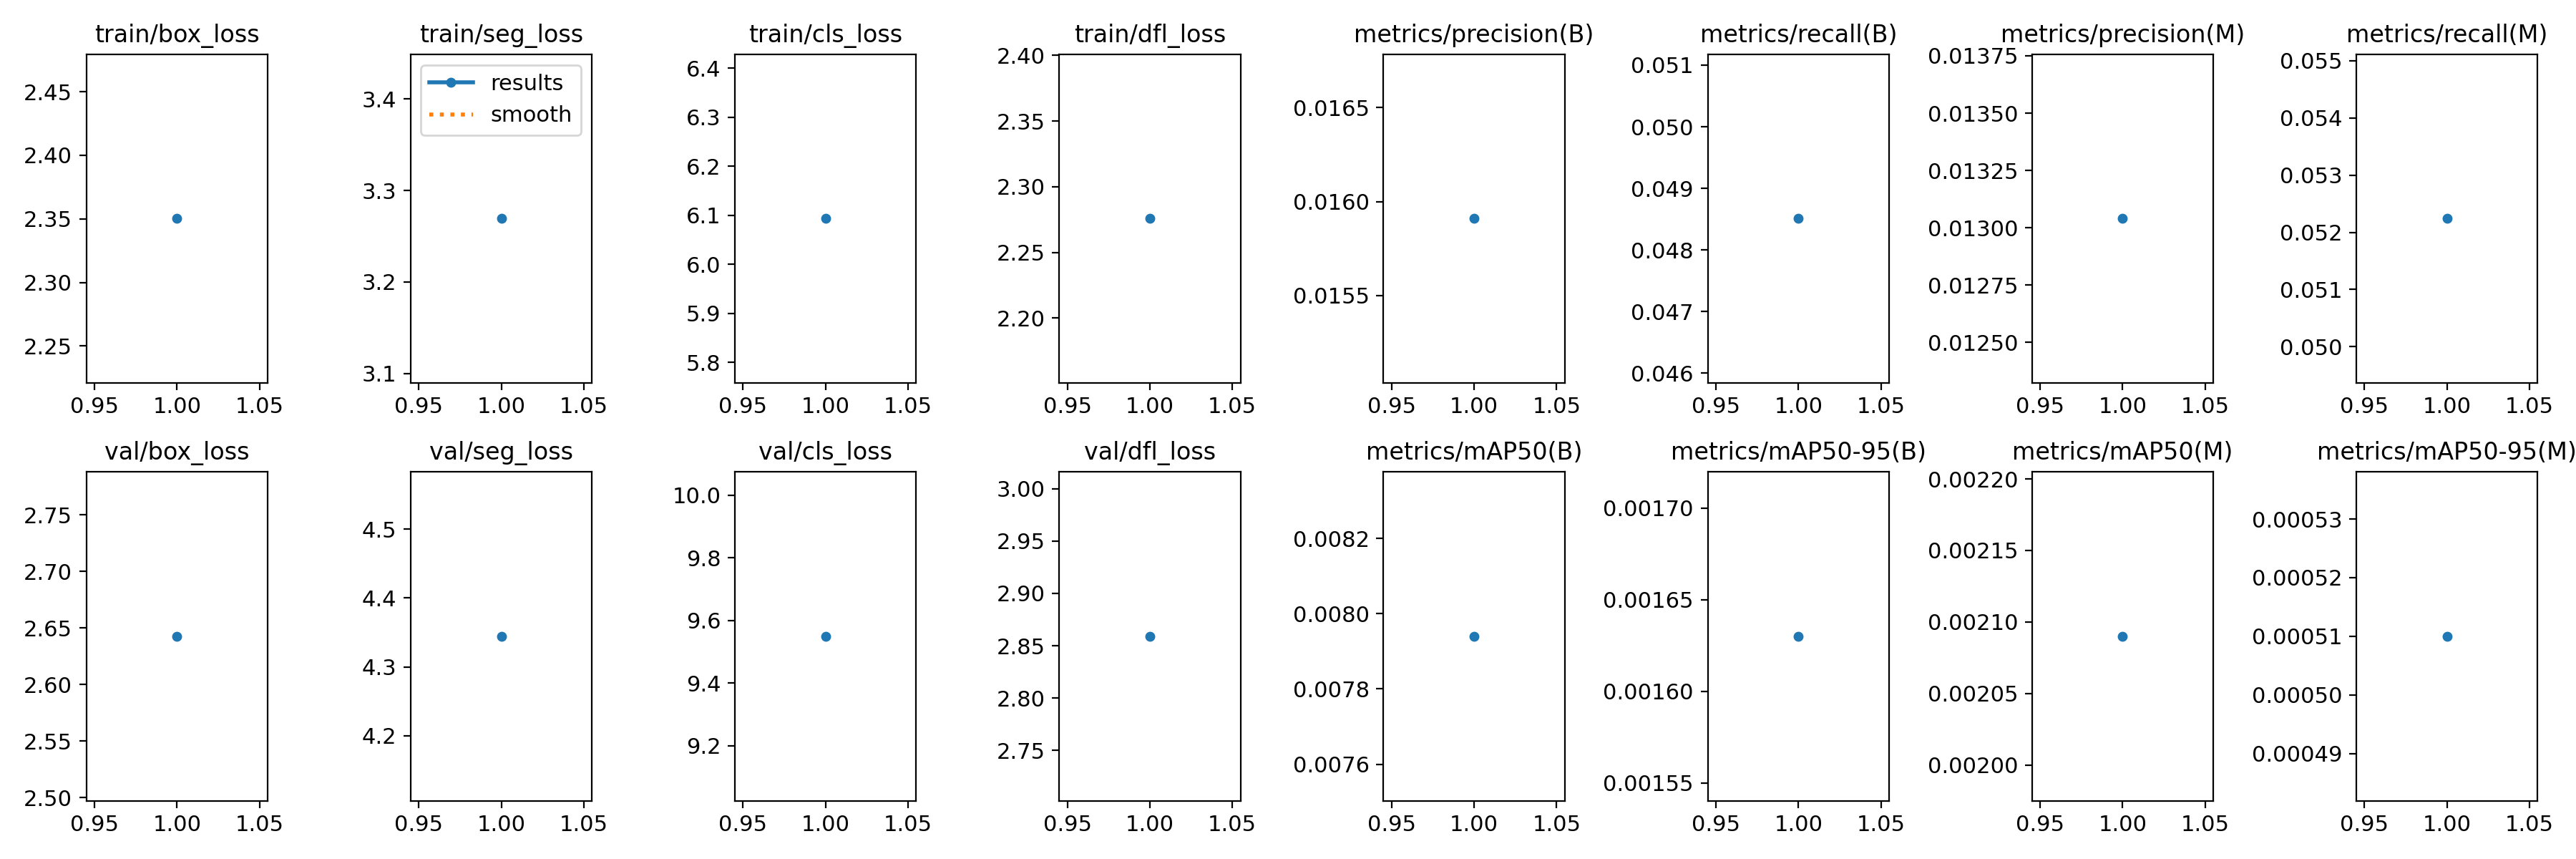 train/box_loss
2.45
2.40
2.35
2.30
2.25
0.95 1.00 1.05
train/seg_loss
results
smooth
3.4
3.3
3.2
3.1
0.95 1.00 1.05
train/cls_loss
6.4
6.3
6.2
6.1
6.0
5.9
5.8
0.95 1.00 1.05
train/dfl_loss
2.40
2.35
2.30
2.25
2.20
0.95 1.00 1.05
metrics/precision(B)
0.0165
0.0160
0.0155
0.95 1.00 1.05
metrics/recall(B)
0.051
0.050
0.049
0.048
0.047
0.046
0.95 1.00 1.05
metrics/precision(M)
0.01375
0.01350
0.01325
0.01300
0.01275
0.01250
0.95 1.00 1.05
metrics/recall(M)
0.055
0.054
0.053
0.052
0.051
0.050
0.95 1.00 1.05
val/box_loss
2.75
2.70
2.65
2.60
2.55
2.50
0.95 1.00 1.05
val/seg_loss
4.5
4.4
4.3
4.2
0.95 1.00 1.05
val/cls_loss
10.0
9.8
9.6
9.4
9.2
0.95 1.00 1.05
val/dfl_loss
3.00
2.95
2.90
2.85
2.80
2.75
0.95 1.00 1.05
metrics/mAP50(B)
0.0082
0.0080
0.0078
0.0076
0.95 1.00 1.05
metrics/mAP50-95(B)
0.00170
0.00165
0.00160
0.00155
0.95 1.00 1.05
metrics/mAP50(M)
0.00220
0.00215
0.00210
0.00205
0.00200
0.95 1.00 1.05
metrics/mAP50-95(M)
0.00053
0.00052
0.00051
0.00050
0.00049
0.95 1.00 1.05